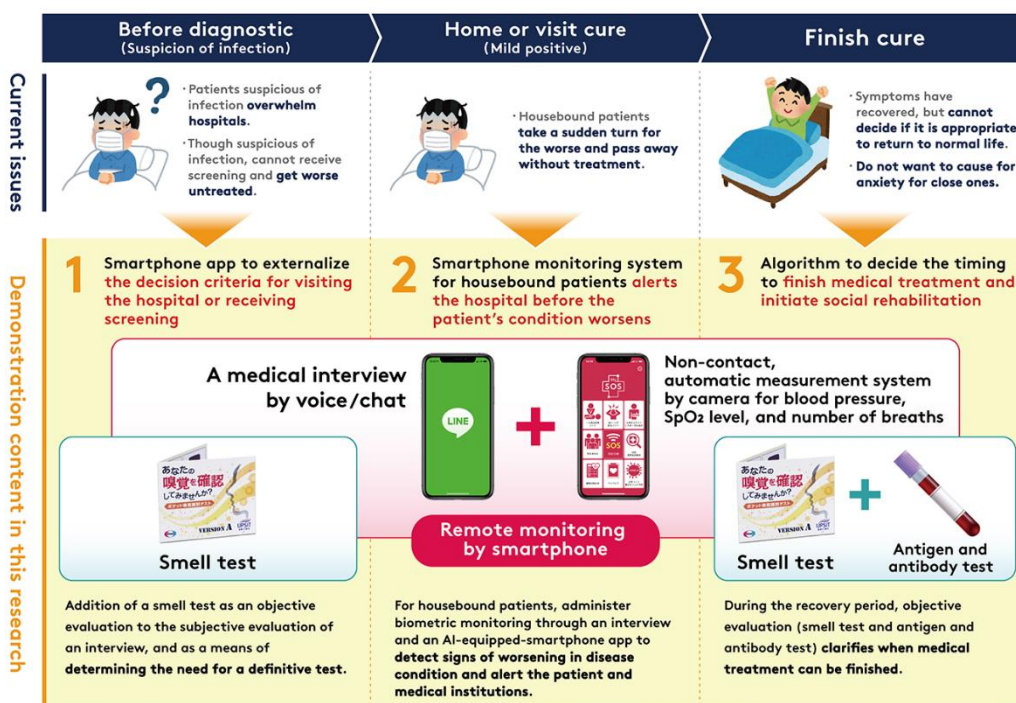 Before diagnostic
(Suspicion of infection)
Home or visit cure
(Mild positive)
Finish cure
Current issues
?
· Patients suspicious of
infection overwhelm
hospitals.
· Though suspicious of
infection, cannot receive
screening and get worse
untreated.
· Housebound patients
take a sudden turn for
the worse and pass away
without treatment.
· Symptoms have
recovered, but cannot
decide if it is appropriate
to return to normal life.
· Do not want to cause for
anxiety for close ones.
Demonstration content in this research
1
Smartphone app to externalize
the decision criteria for visiting
the hospital or receiving
screening
2
Smartphone monitoring system
for housebound patients alerts
the hospital before the
patient's condition worsens
3
Algorithm to decide the timing
to finish medical treatment and
initiate social rehabilitation
A medical interview
by voice/chat
LINE
+
SOS
SOS
Non-contact,
automatic measurement system
by camera for blood pressure,
SpO₂ level, and number of breaths
Remote monitoring
by smartphone
あなたの
嗅覚を確認
してみませんか?
VERSION A
Smell test
あなたの
嗅覚を確認
してみませんか?
VERSION A
Smell test
+
Antigen and
antibody test
Addition of a smell test as an objective
evaluation to the subjective evaluation of
an interview, and as a means of
determining the need for a definitive test.
For housebound patients, administer
biometric monitoring through an interview
and an AI-equipped-smartphone app to
detect signs of worsening in disease
condition and alert the patient and
medical institutions.
During the recovery period, objective
evaluation (smell test and antigen and
antibody test) clarifies when medical
treatment can be finished.